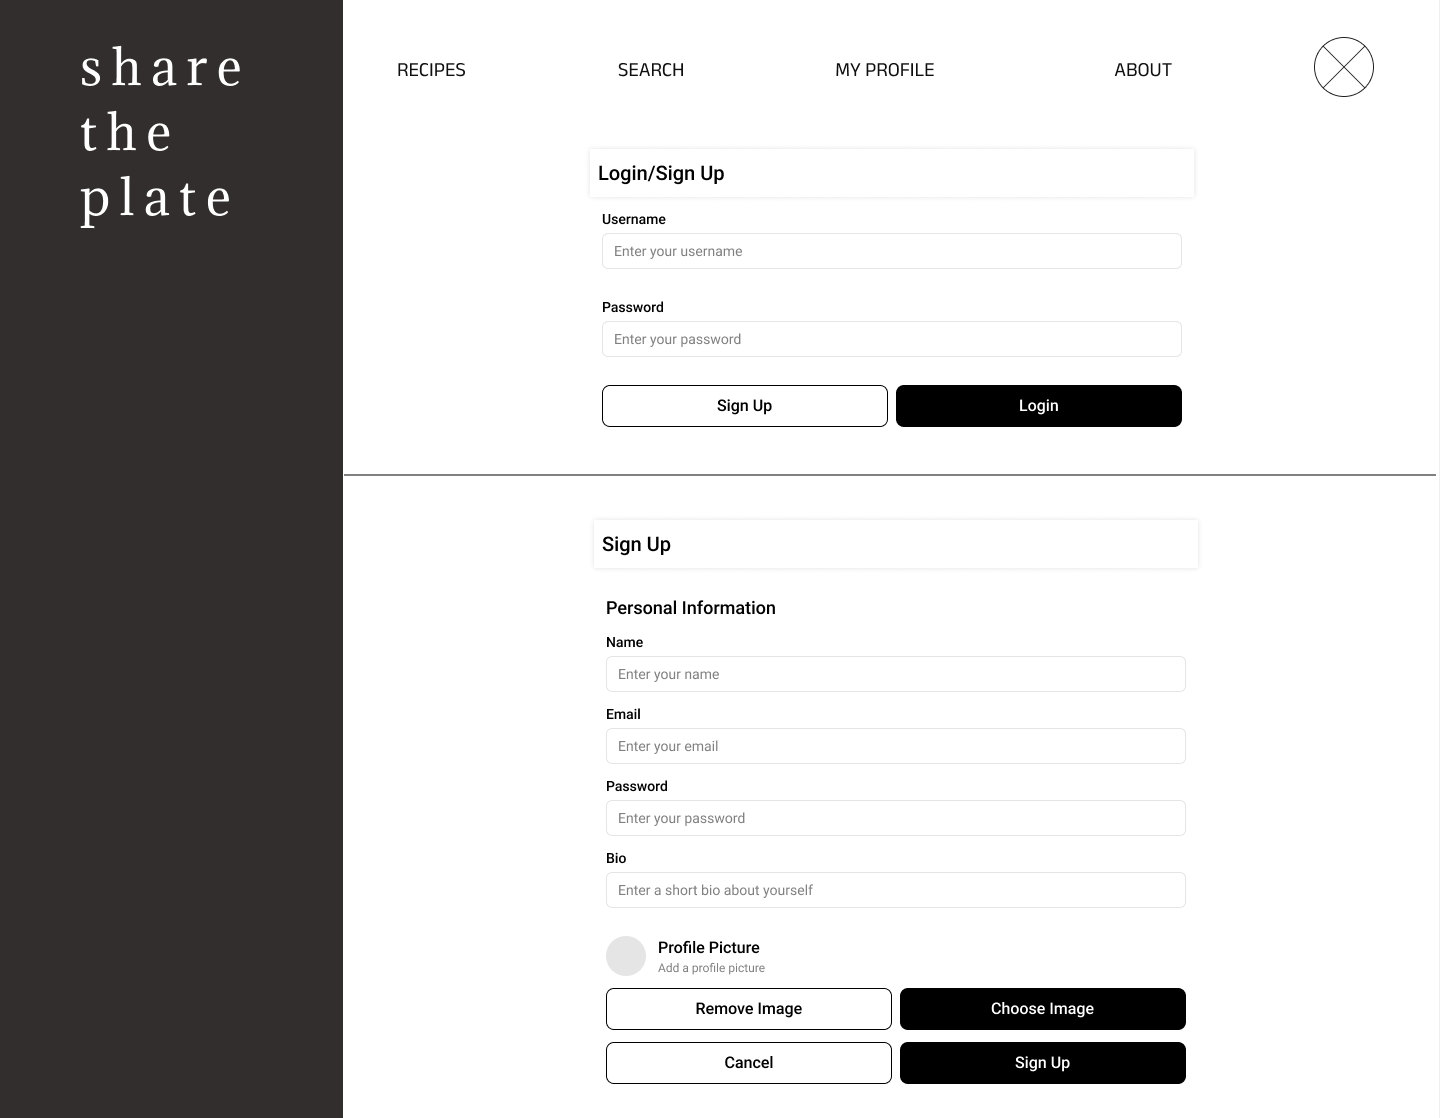 share
the
plate
RECIPES SEARCH MY PROFILE ABOUT
Login/Sign Up
Username
Enter your username
Password
Enter your password
Sign Up Login
Sign Up
Personal Information
Name
Enter your name
Email
Enter your email
Password
Enter your password
Bio
Enter a short bio about yourself
Profile Picture
Add a profile picture
Remove Image Choose Image
Cancel Sign Up